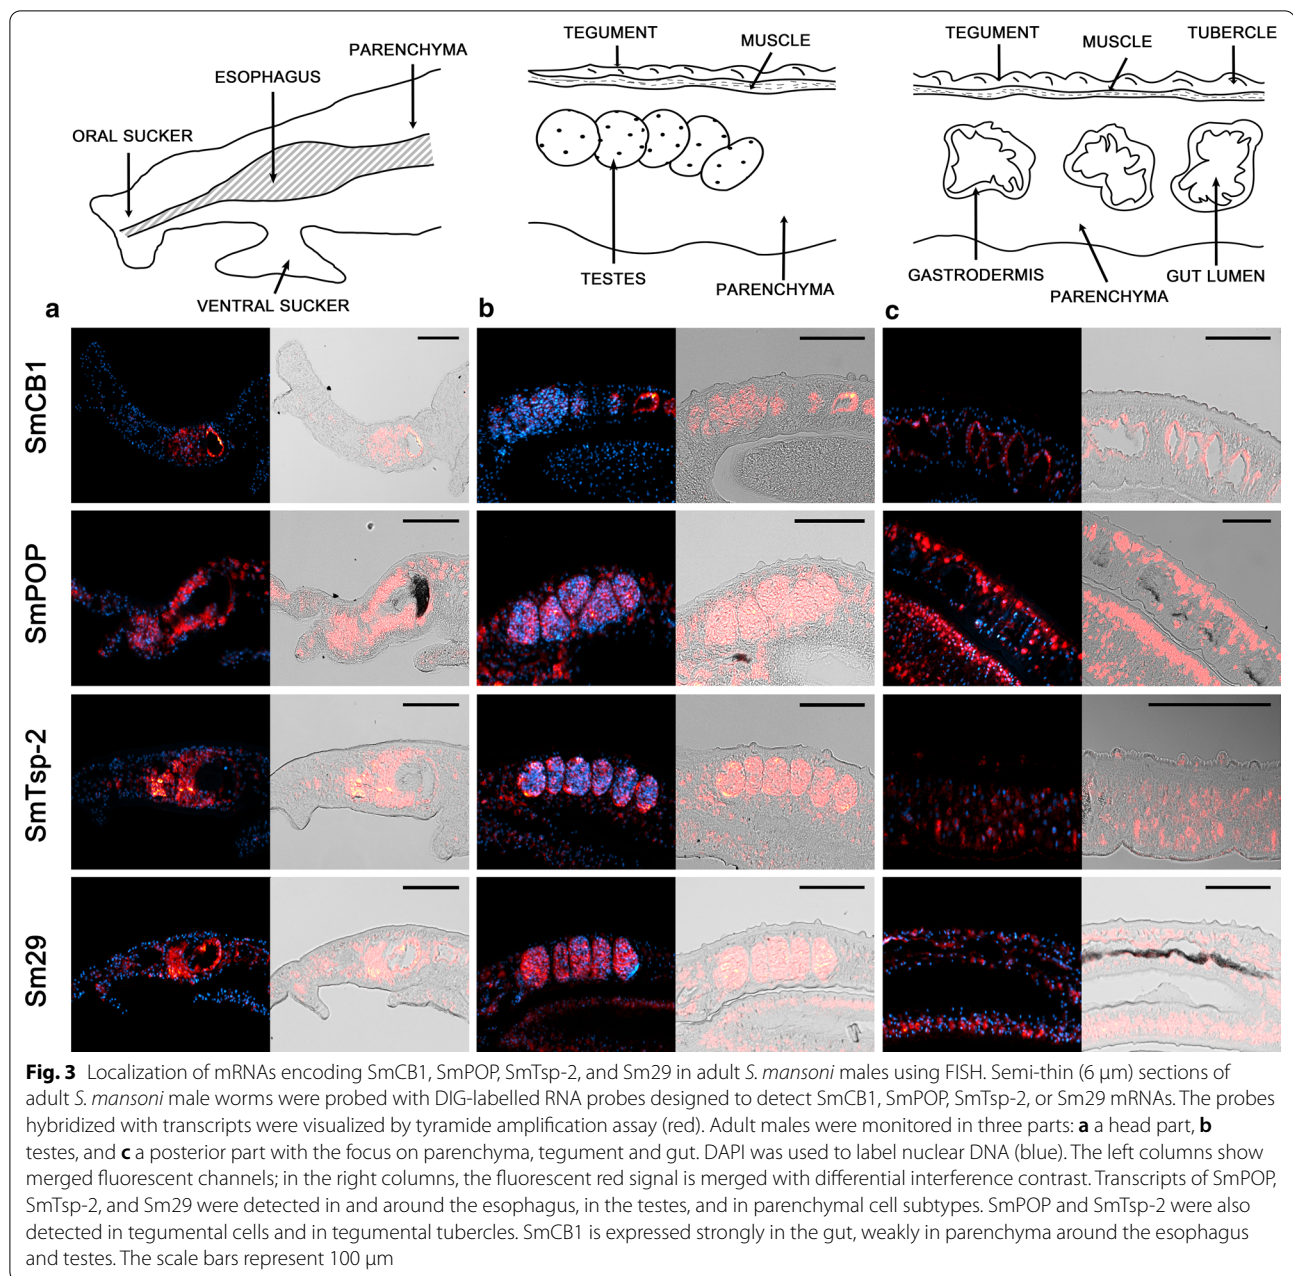 PARENCHYMA
ESOPHAGUS
ORAL SUCKER
VENTRAL SUCKER
TEGUMENT
MUSCLE
TESTES
PARENCHYMA
TEGUMENT
MUSCLE
TUBERCLE
GASTRODERMIS
GUT LUMEN
PARENCHYMA
a
b
c
SmCB1
SmPOP
SmTsp-2
Sm29
Fig. 3 Localization of mRNAs encoding SmCB1, SmPOP, SmTsp-2, and Sm29 in adult S. mansoni males using FISH. Semi-thin (6 µm) sections of
adult S. mansoni male worms were probed with DIG-labelled RNA probes designed to detect SmCB1, SmPOP, SmTsp-2, or Sm29 mRNAs. The probes
hybridized with transcripts were visualized by tyramide amplification assay (red). Adult males were monitored in three parts: a a head part, b
testes, and c a posterior part with the focus on parenchyma, tegument and gut. DAPI was used to label nuclear DNA (blue). The left columns show
merged fluorescent channels; in the right columns, the fluorescent red signal is merged with differential interference contrast. Transcripts of SmPOP,
SmTsp-2, and Sm29 were detected in and around the esophagus, in the testes, and in parenchymal cell subtypes. SmPOP and SmTsp-2 were also
detected in tegumental cells and in tegumental tubercles. SmCB1 is expressed strongly in the gut, weakly in parenchyma around the esophagus
and testes. The scale bars represent 100 µm